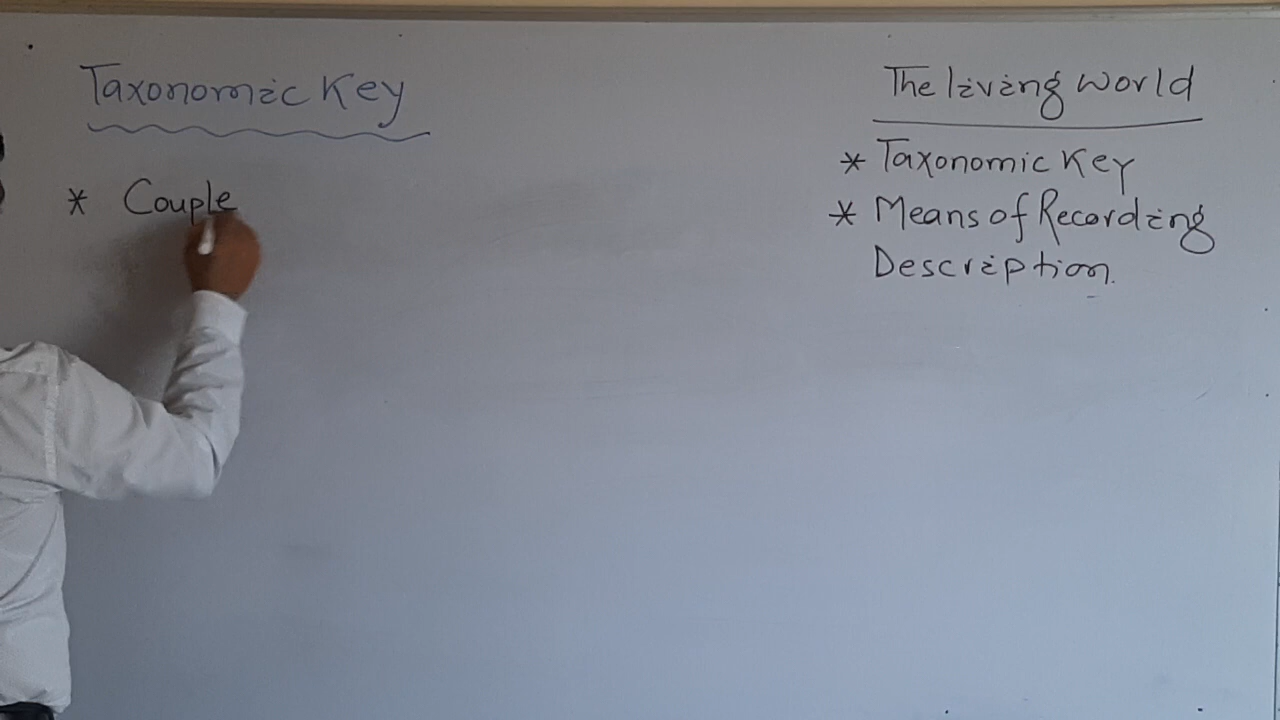 Taxonomic Key
* Couple
The living World
* Taxonomic Key
* Means of Recording
Description.